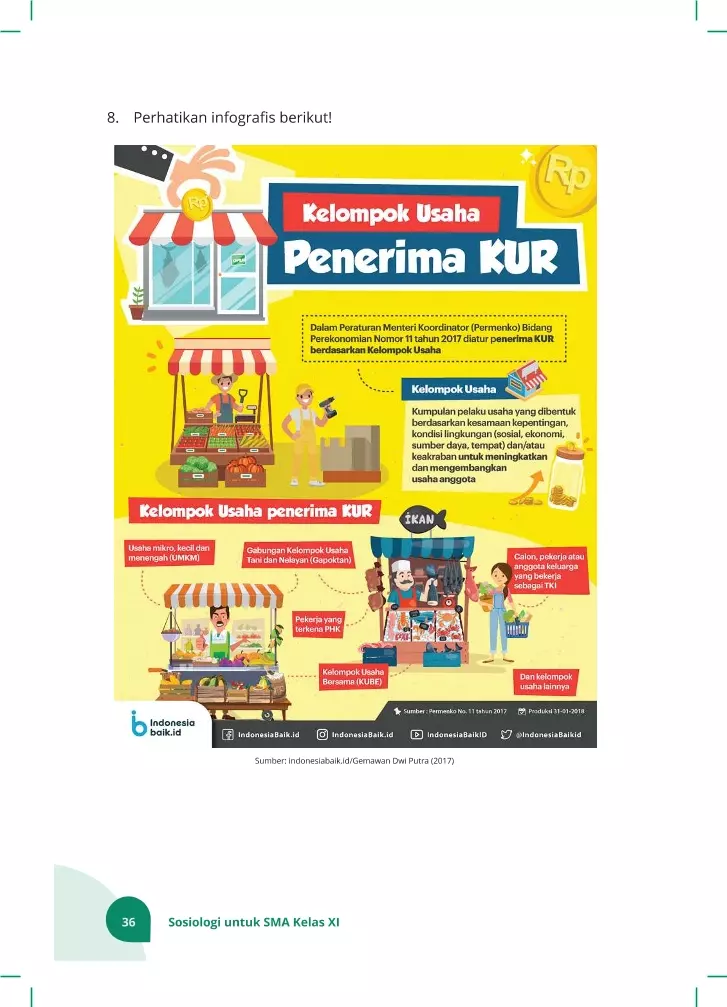 8. Perhatikan infografis berikut!
Rp
Rp
Kelompok Usaha
Penerima KUR
OPEN
Dalam Peraturan Menteri Koordinator (Permenko) Bidang
Perekonomian Nomor 11 tahun 2017 diatur penerima KUR
berdasarkan Kelompok Usaha
Kelompok Usaha
Kumpulan pelaku usaha yang dibentuk
berdasarkan kesamaan kepentingan,
kondisi lingkungan (sosial, ekonomi,
sumber daya, tempat) dan/atau
keakraban untuk meningkatkan
dan mengembangkan
usaha anggota
Kelompok Usaha penerima KUR
IKAN
Usaha mikro, kecil dan
menengah (UMKM)
Gabungan Kelompok Usaha
Tani dan Nelayan (Gapoktan)
Calon, pekerja atau
anggota keluarga
yang bekerja
sebagai TKI
Pekerja yang
terkena PHK
Kelompok Usaha
Bersama (KUBE)
Dan kelompok
usaha lainnya
Sumber : Permenko No. 11 tahun 2017
Produksi 31-01-2018
Indonesia
baik.id
IndonesiaBaik.id
IndonesiaBaik.id
IndonesiaBaikID
@IndonesiaBaikid
Sumber: indonesiabaik.id/Gemawan Dwi Putra (2017)
36
Sosiologi untuk SMA Kelas XI